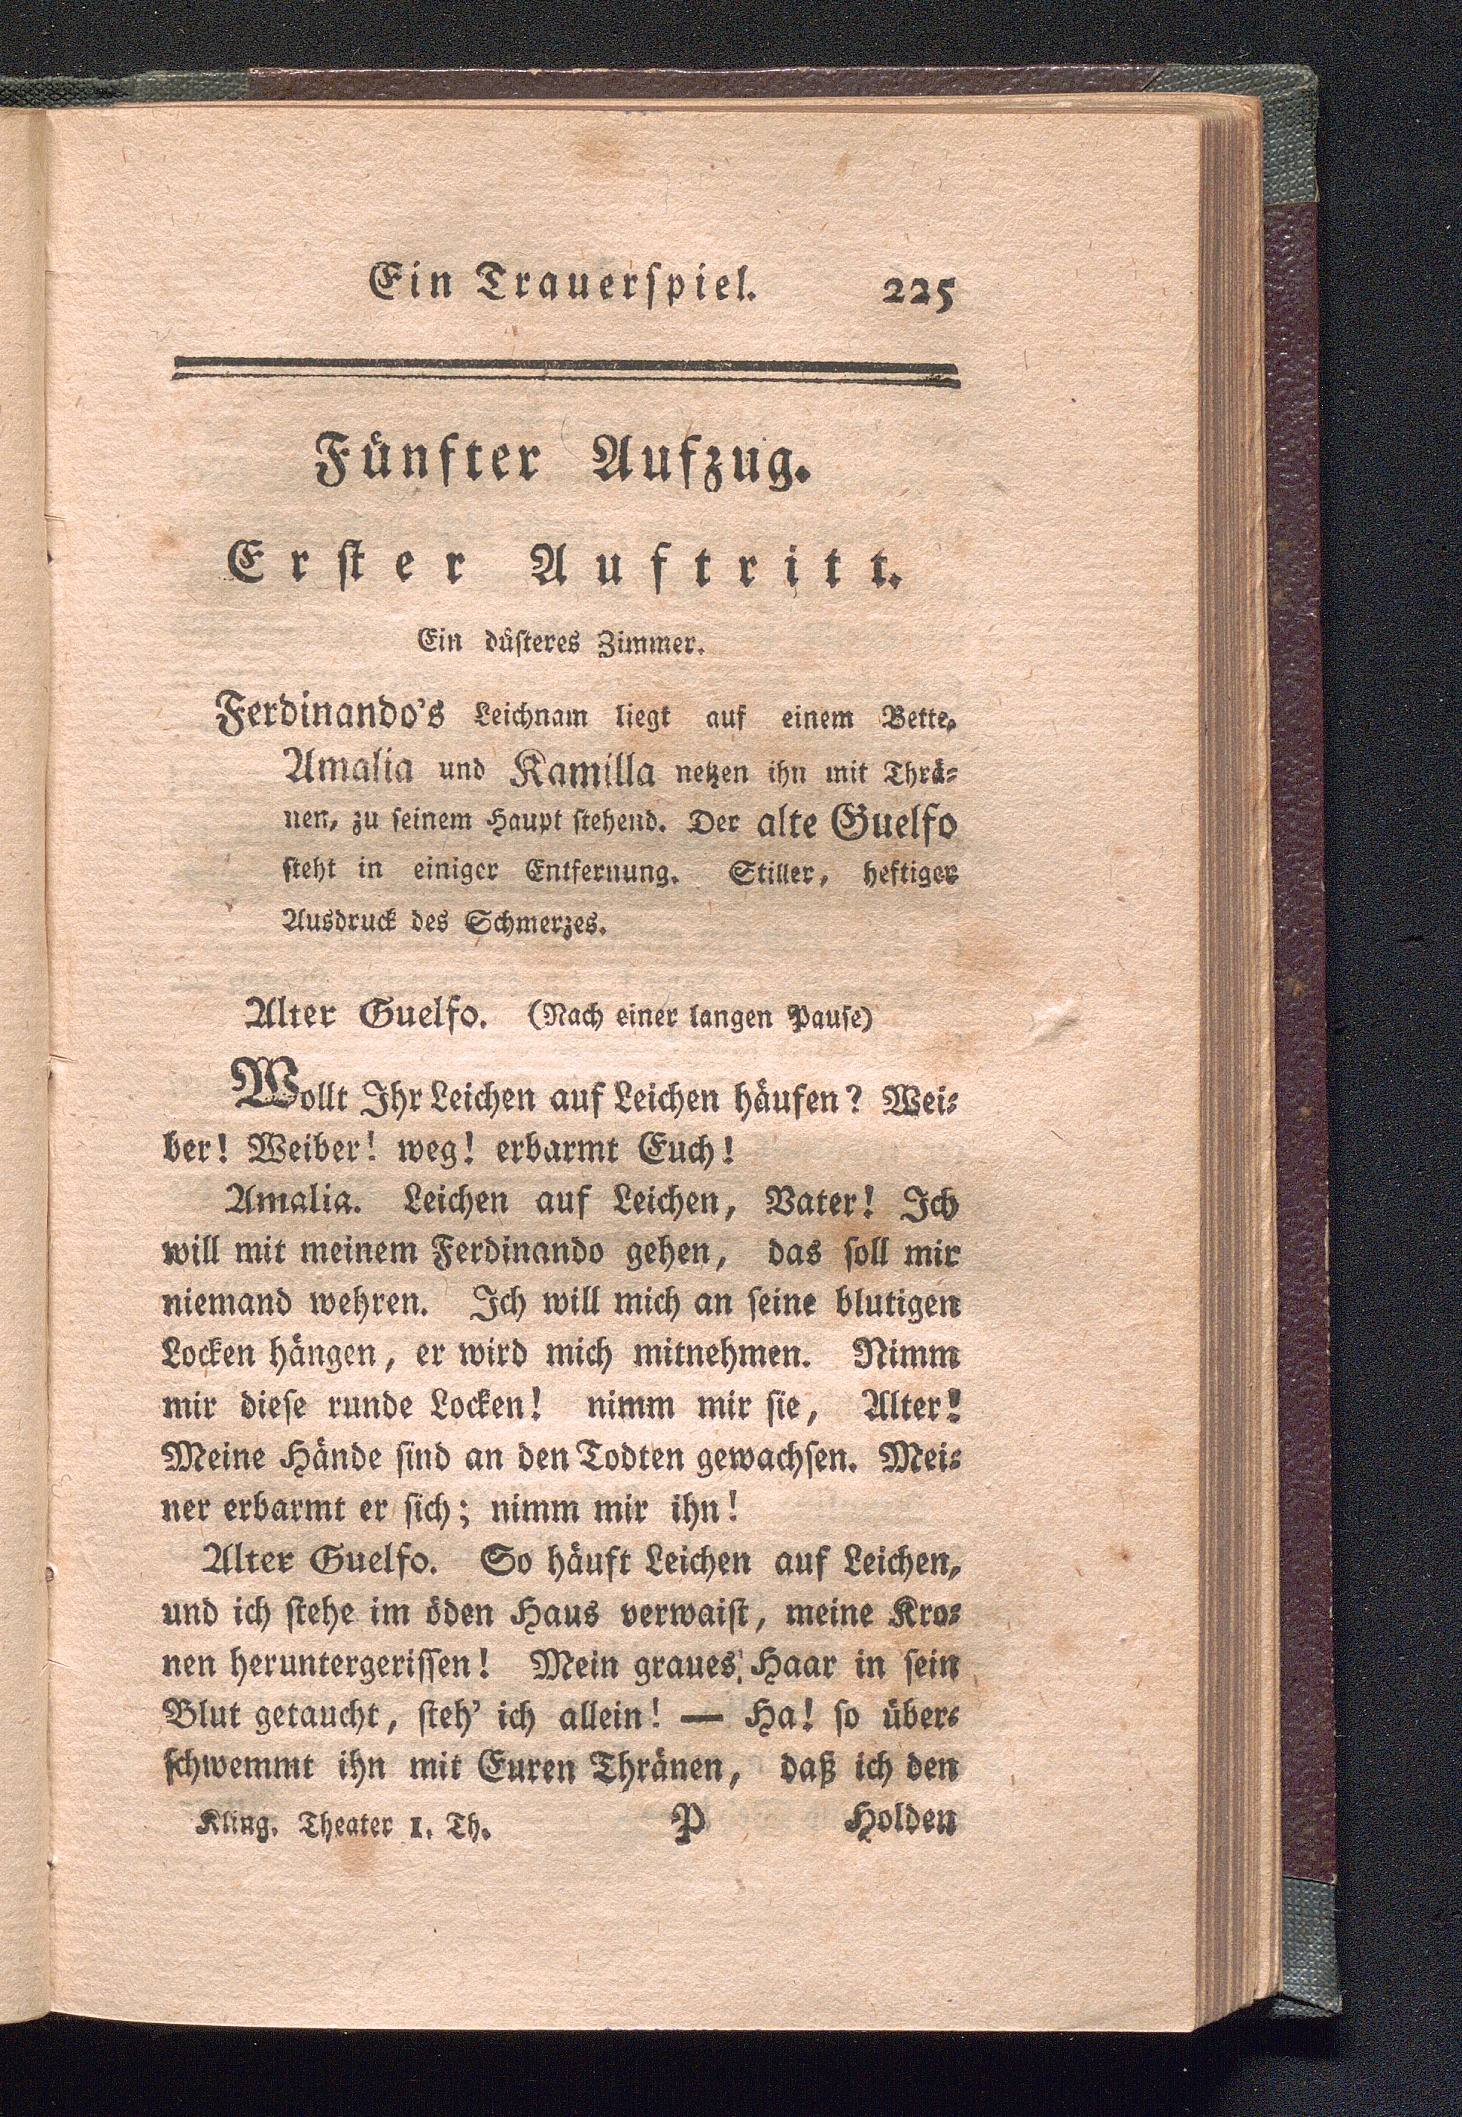 Ein Trauerſpiel. 225
Fünfter Aufzug.
Erſter Auftritt.
Ein düſteres Zimmer.
Ferdinando's Leichnam liegt auf einem Bette,
Amalia und Kamilla netzen ihn mit Thrä⸗
nen, zu ſeinem Haupt ſtehend. Der alte Guelfo
ſteht in einiger Entfernung. Stiller, heftiger
Ausdruck des Schmerzes.
Alter Guelfo. (Nach einer langen Pauſe)
Wollt Ihr Leichen auf Leichen häufen? Wei⸗
ber! Weiber! weg! erbarmt Euch!
Amalia. Leichen auf Leichen, Vater! Ich
will mit meinem Ferdinando gehen, das ſoll mir
niemand wehren. Ich will mich an ſeine blutigen
Locken hängen, er wird mich mitnehmen. Nimm
mir dieſe runde Locken! nimm mir ſie, Alter!
Meine Hände ſind an den Todten gewachſen. Mei⸗
ner erbarmt er ſich; nimm mir ihn!
Alter Guelfo. So häuft Leichen auf Leichen,
und ich ſtehe im öden Haus verwaiſt, meine Kro⸗
nen heruntergeriſſen! Mein graues Haar in ſein
Blut getaucht, ſteh' ich allein! — Ha! ſo über⸗
ſchwemmt ihn mit Euren Thränen, daß ich den
Kling. Theater 1. Th. P Holden